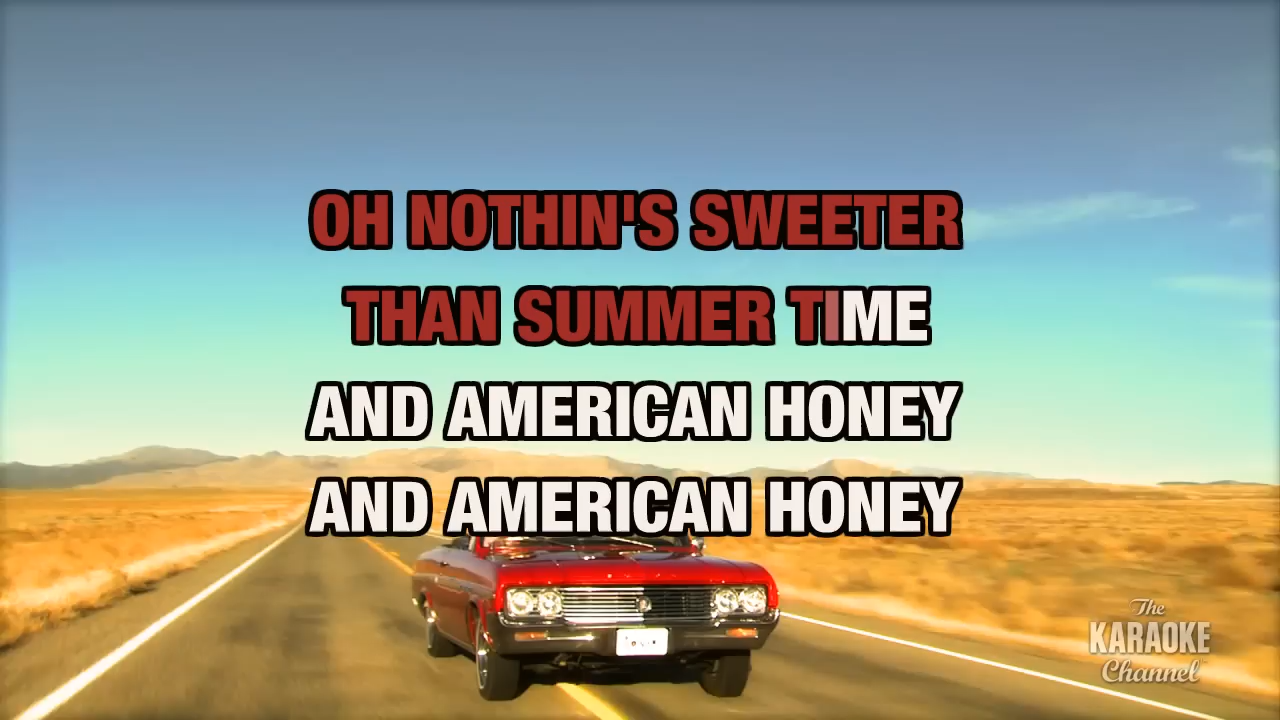 OH NOTHIN'S SWEETER
THAN SUMMER TIME
AND AMERICAN HONEY
AND AMERICAN HONEY
The
KARAOKE
Channel